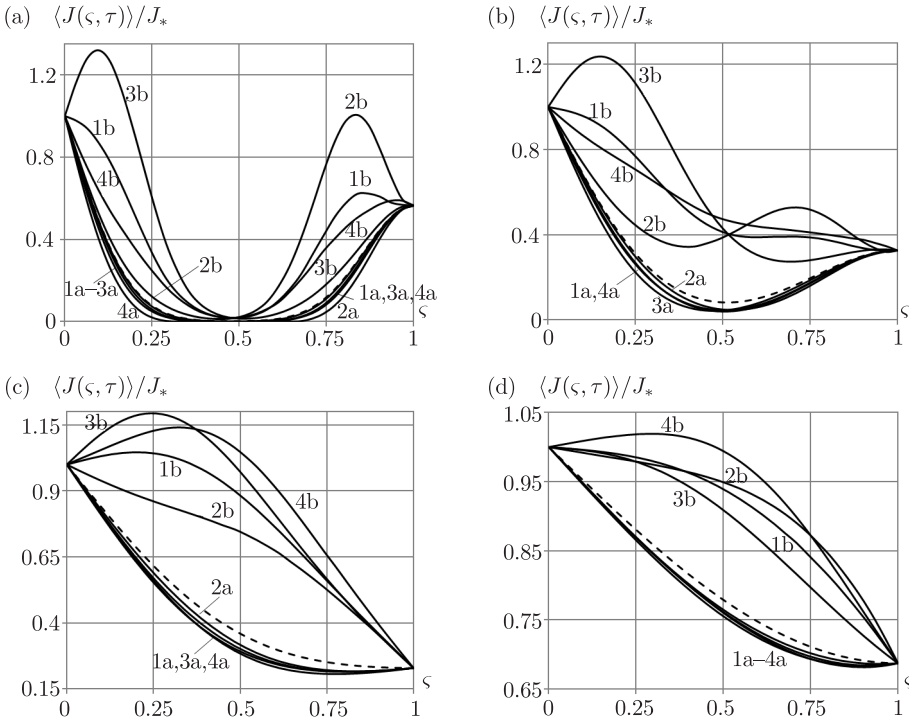 (a) ⟨J(ς, τ)⟩/J∗
1.2
0.8
0.4
0
0 0.25 0.5 0.75 1
ς
3b
1b
4b
2b
1a–3a
4a
2b
1b
4b
3b
1a,3a,4a
2a
(b) ⟨J(ς, τ)⟩/J∗
1.2
0.8
0.4
0
0 0.25 0.5 0.75 1
ς
3b
1b
4b
2b
2a
1a,4a
3a
(c) ⟨J(ς, τ)⟩/J∗
1.15
0.9
0.65
0.4
0.15
0 0.25 0.5 0.75 1
ς
3b
1b
4b
2b
2a
1a,3a,4a
(d) ⟨J(ς, τ)⟩/J∗
1.05
0.95
0.85
0.75
0.65
0 0.25 0.5 0.75 1
ς
4b
2b
3b
1b
1a–4a